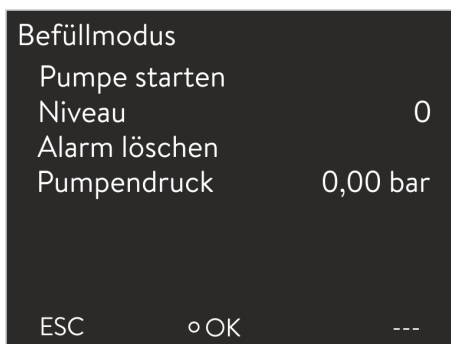 Befüllmodus
Pumpe starten
Niveau 0
Alarm löschen
Pumpendruck 0,00 bar
ESC ○ OK ---